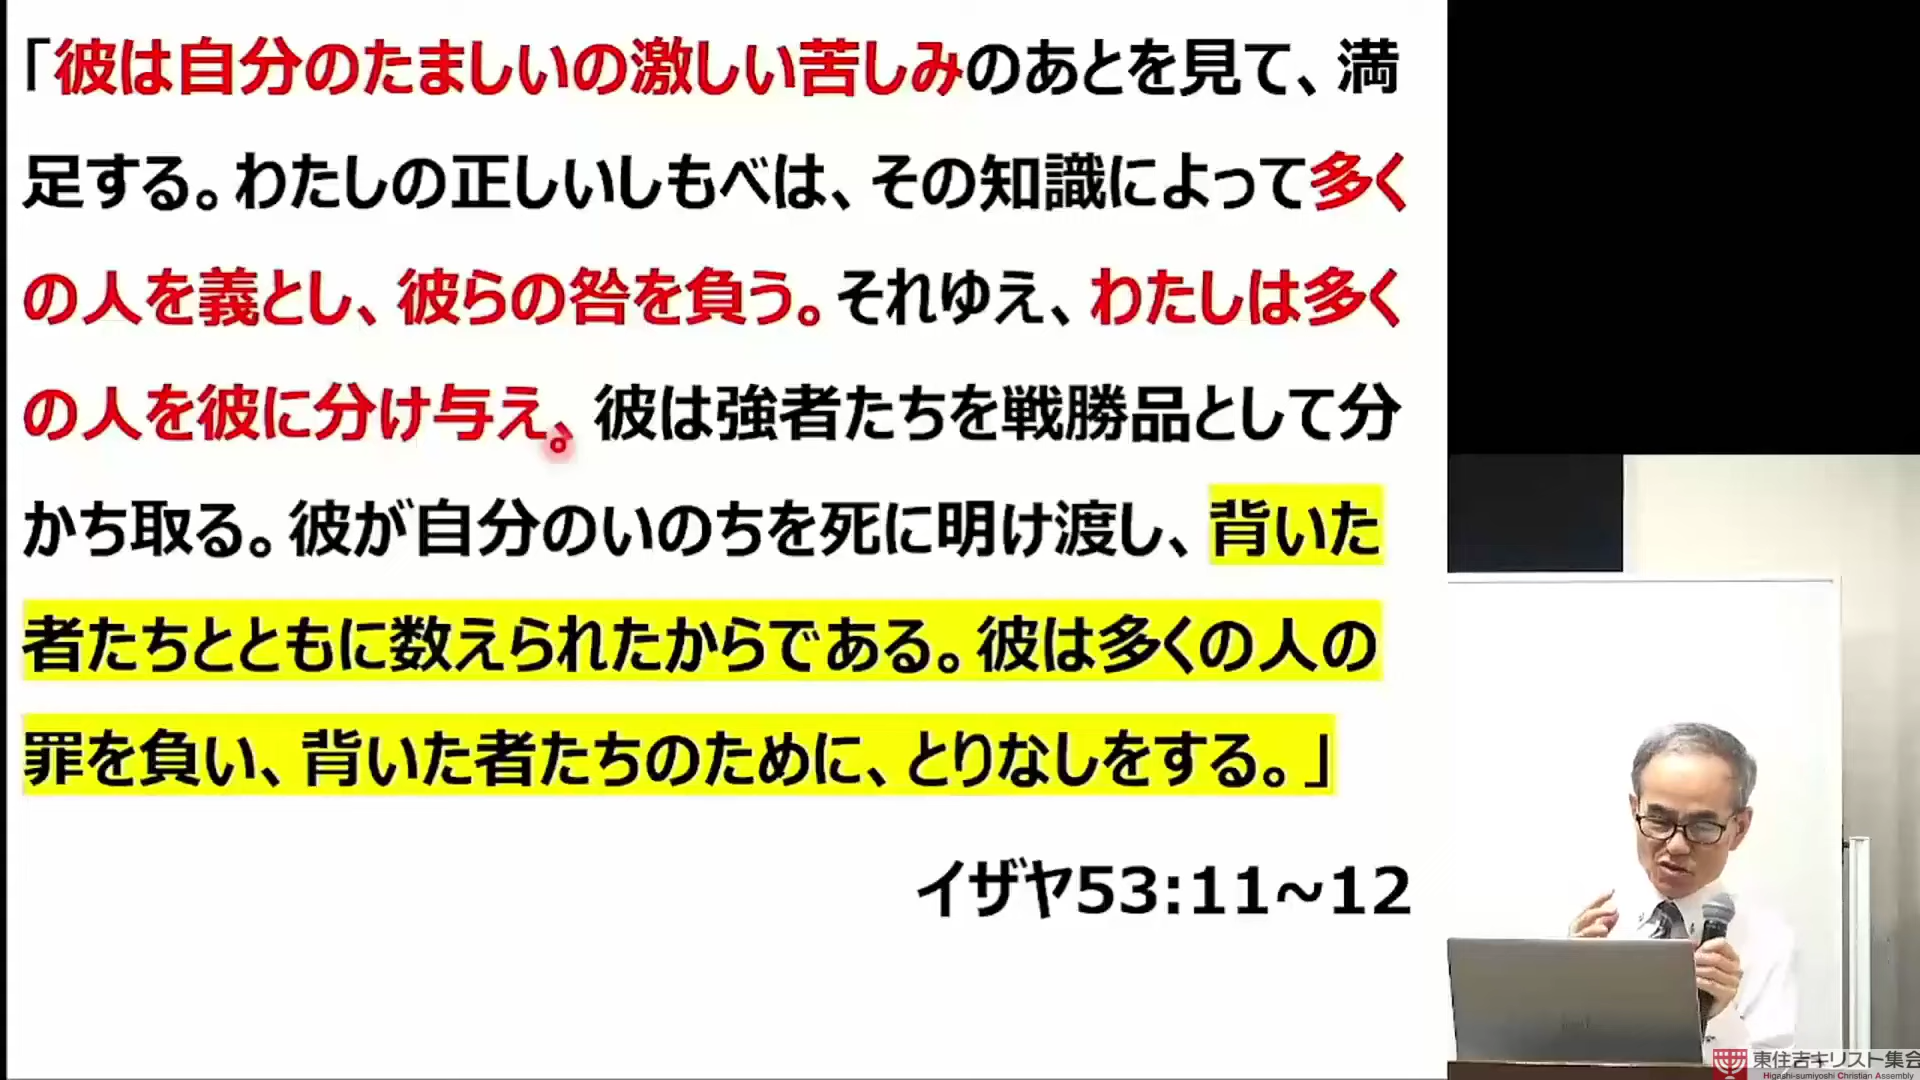 「彼は自分のたましいの激しい苦しみのあとを見て、満
足する。わたしの正しいしもべは、その知識によって多く
の人を義とし、彼らの咎を負う。それゆえ、わたしは多く
の人を彼に分け与え、彼は強者たちを戦勝品として分
かち取る。彼が自分のいのちを死に明け渡し、背いた
者たちとともに数えられたからである。彼は多くの人の
罪を負い、背いた者たちのために、とりなしをする。」
イザヤ53:11~12
東住吉キリスト集会
Higashi-sumiyoshi Christian Assembly